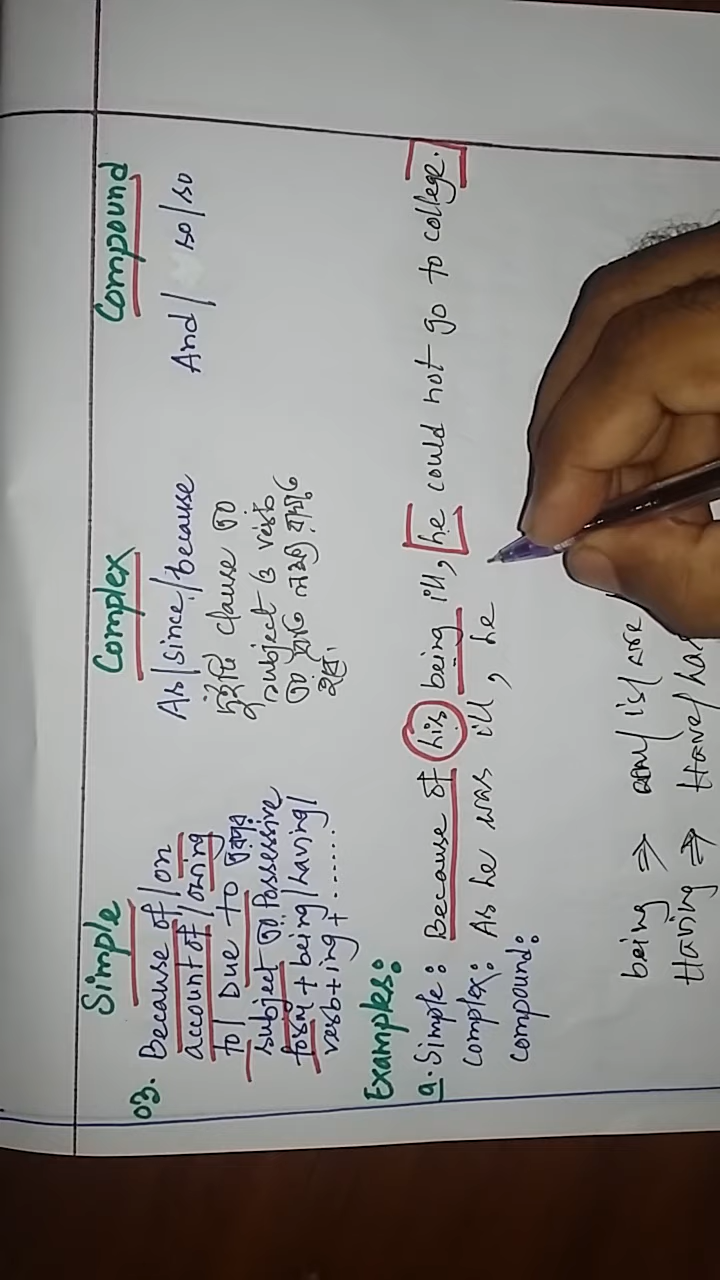 Simple
Complex
Compound
03. Because of / on
account of / owing
to / Due to এরপর
subject এর Possessive
form + being / having /
verb + ing + ......
As / since / because
দুইটি clause এর
subject ও verb
And / so / so
Examples:
a. Simple: Because of his being ill, he could not go to college.
Complex: As he was ill, he
Compound:
being ⇒ am / is / are
Having ⇒ Have / has